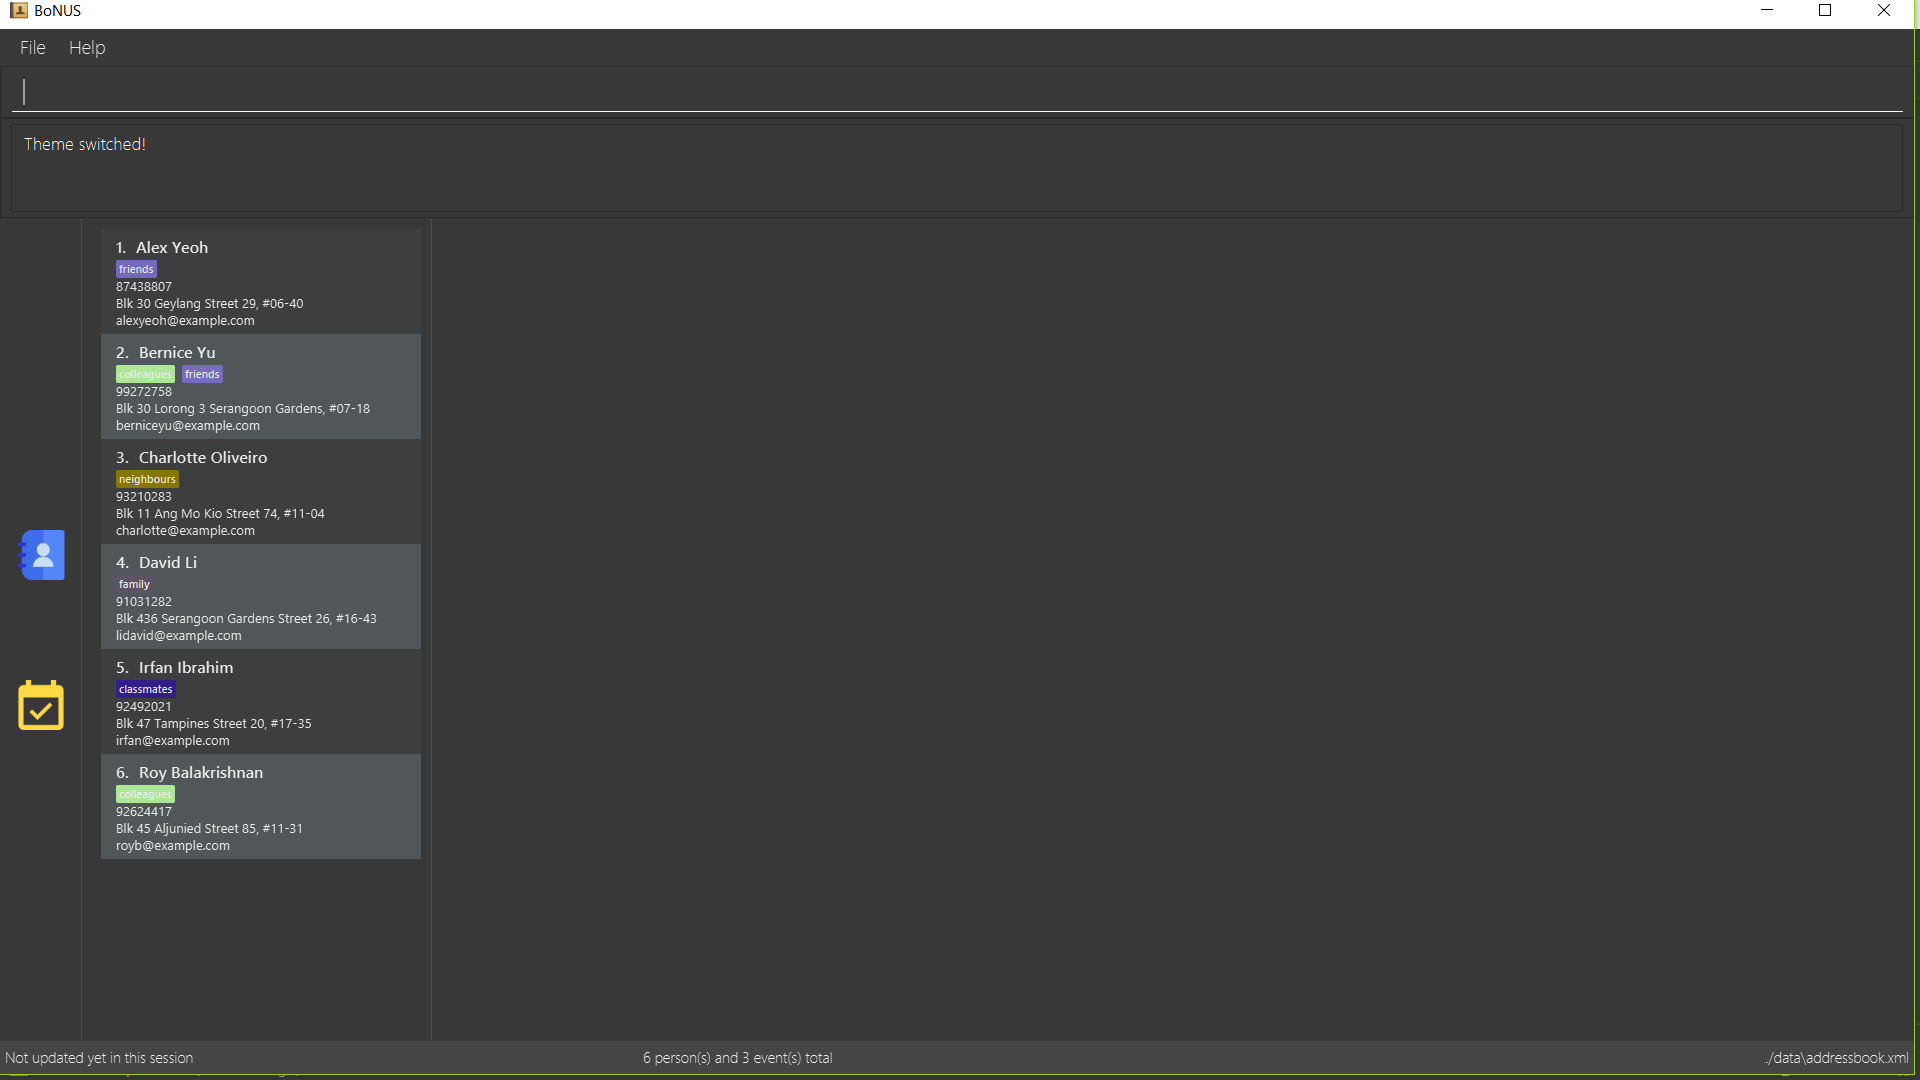 BoNUS
File Help
Theme switched!
1. Alex Yeoh
friends
87438807
Blk 30 Geylang Street 29, #06-40
alexyeoh@example.com
2. Bernice Yu
colleagues friends
99272758
Blk 30 Lorong 3 Serangoon Gardens, #07-18
berniceyu@example.com
3. Charlotte Oliveiro
neighbours
93210283
Blk 11 Ang Mo Kio Street 74, #11-04
charlotte@example.com
4. David Li
family
91031282
Blk 436 Serangoon Gardens Street 26, #16-43
lidavid@example.com
5. Irfan Ibrahim
classmates
92492021
Blk 47 Tampines Street 20, #17-35
irfan@example.com
6. Roy Balakrishnan
colleagues
92624417
Blk 45 Aljunied Street 85, #11-31
royb@example.com
Not updated yet in this session 6 person(s) and 3 event(s) total ./data\addressbook.xml